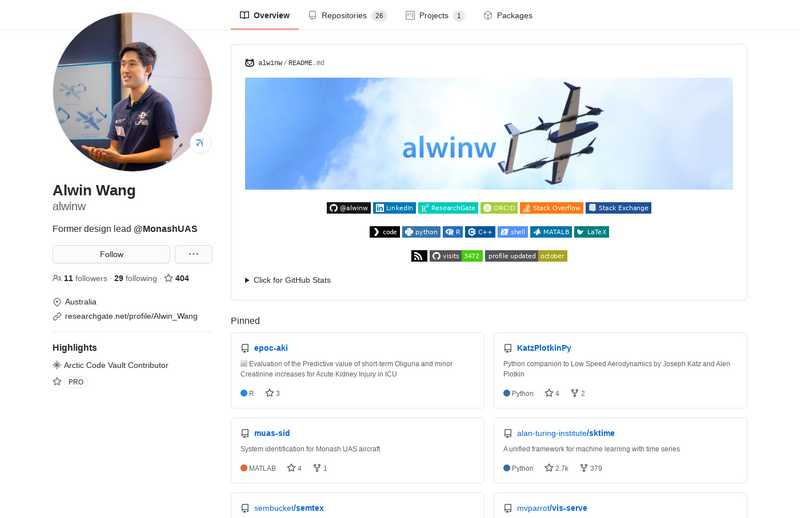 Overview
Repositories 26
Projects 1
Packages
Alwin Wang
alwinw
Former design lead @MonashUAS
Follow
11 followers · 29 following · 404
Australia
researchgate.net/profile/Alwin_Wang
Highlights
Arctic Code Vault Contributor
PRO
alwinw / README.md
alwinw
@alwinw LinkedIn ResearchGate ORCID Stack Overflow Stack Exchange
code python R C++ shell MATALB LaTeX
visits 3472 profile updated october
Click for GitHub Stats
Pinned
epoc-aki
Evaluation of the Predictive value of short-term Oliguria and minor
Creatinine increases for Acute Kidney Injury in ICU
R 3
KatzPlotkinPy
Python companion to Low Speed Aerodynamics by Joseph Katz and Alen
Plotkin
Python 4 2
muas-sid
System identification for Monash UAS aircraft
MATLAB 4 1
alan-turing-institute/sktime
A unified framework for machine learning with time series
Python 2.7k 379
sembucket/semtex
mvparrot/vis-serve